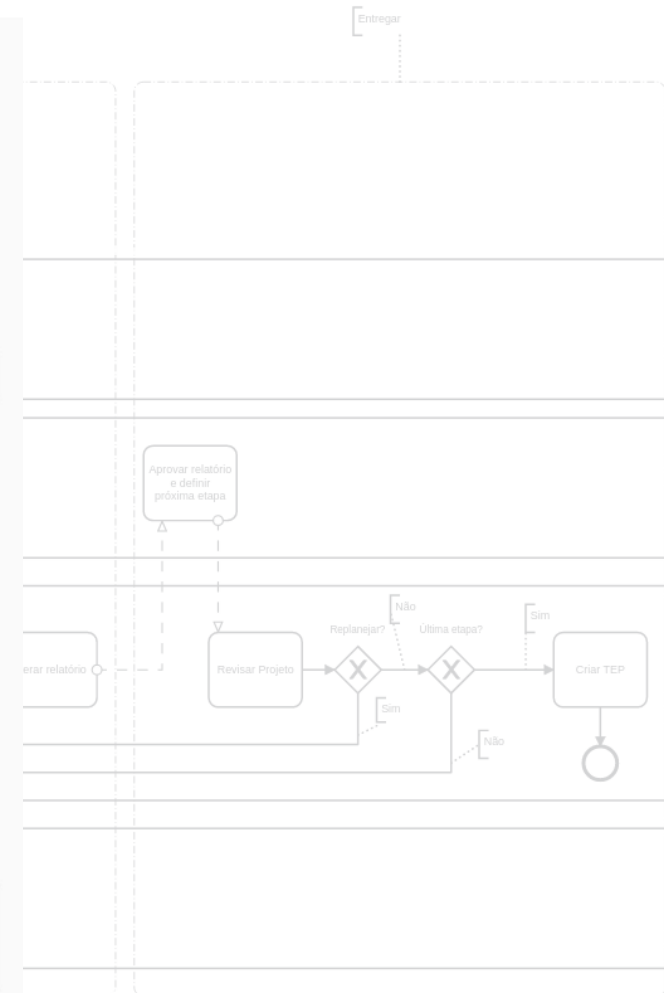 Entregar
Aprovar relatório
e definir
próxima etapa
Não
Sim
Replanejar?
Última etapa?
erar relatório
Revisar Projeto
Criar TEP
Sim
Não